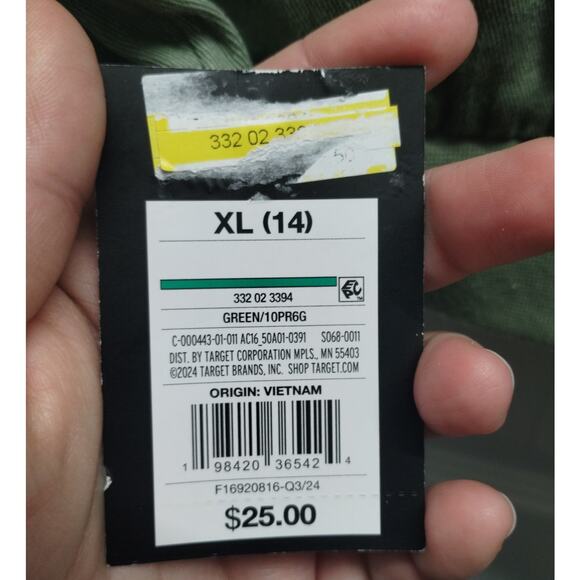 332 02 33
50
XL (14)
332 02 3394
GREEN/10PR6G
C-000443-01-011 AC16_50A01-0391 S068-0011
DIST. BY TARGET CORPORATION MPLS., MN 55403
©2024 TARGET BRANDS, INC. SHOP TARGET.COM
ORIGIN: VIETNAM
1 98420 36542 4
F16920816-Q3/24
$25.00